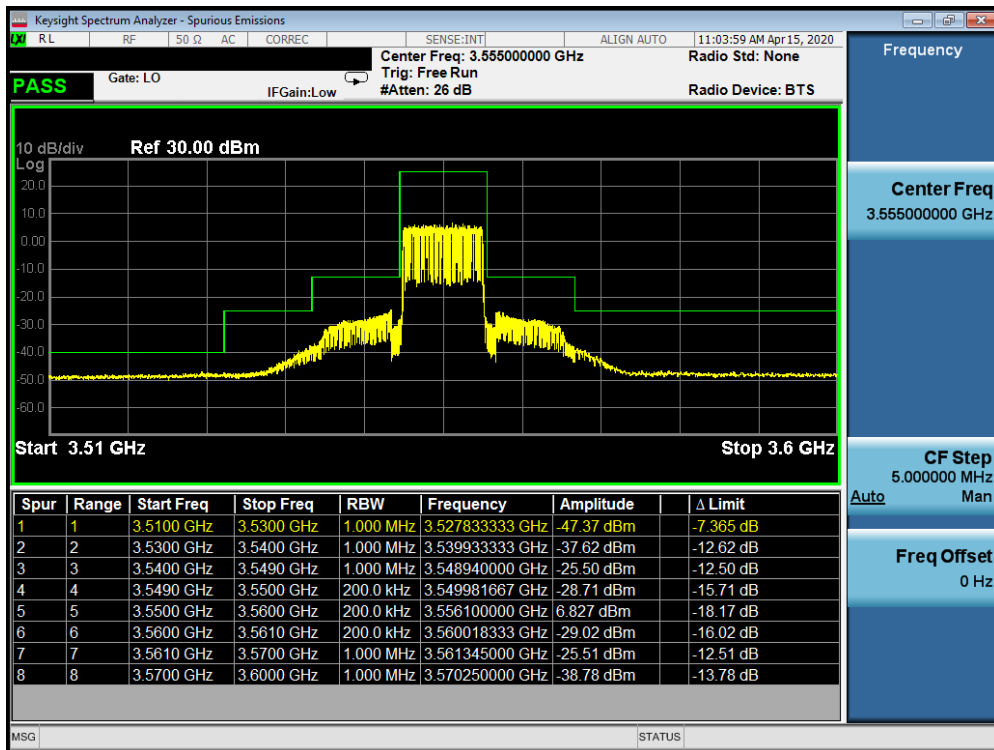 Keysight Spectrum Analyzer - Spurious Emissions
LXI RL RF 50 Ω AC CORREC SENSE:INT ALIGN AUTO 11:03:59 AM Apr 15, 2020
Center Freq: 3.555000000 GHz Radio Std: None
Gate: LO Trig: Free Run
PASS IFGain:Low #Atten: 26 dB Radio Device: BTS
10 dB/div Ref 30.00 dBm
Log
20.0
10.0
0.00
-10.0
-20.0
-30.0
-40.0
-50.0
-60.0
Start 3.51 GHz Stop 3.6 GHz
Spur Range Start Freq Stop Freq RBW Frequency Amplitude Δ Limit
1 1 3.5100 GHz 3.5300 GHz 1.000 MHz 3.527833333 GHz -47.37 dBm -7.365 dB
2 2 3.5300 GHz 3.5400 GHz 1.000 MHz 3.539933333 GHz -37.62 dBm -12.62 dB
3 3 3.5400 GHz 3.5490 GHz 1.000 MHz 3.548940000 GHz -25.50 dBm -12.50 dB
4 4 3.5490 GHz 3.5500 GHz 200.0 kHz 3.549981667 GHz -28.71 dBm -15.71 dB
5 5 3.5500 GHz 3.5600 GHz 200.0 kHz 3.556100000 GHz 6.827 dBm -18.17 dB
6 6 3.5600 GHz 3.5610 GHz 200.0 kHz 3.560018333 GHz -29.02 dBm -16.02 dB
7 7 3.5610 GHz 3.5700 GHz 1.000 MHz 3.561345000 GHz -25.51 dBm -12.51 dB
8 8 3.5700 GHz 3.6000 GHz 1.000 MHz 3.570250000 GHz -38.78 dBm -13.78 dB
MSG STATUS
Frequency
Center Freq
3.555000000 GHz
CF Step
5.000000 MHz
Auto Man
Freq Offset
0 Hz